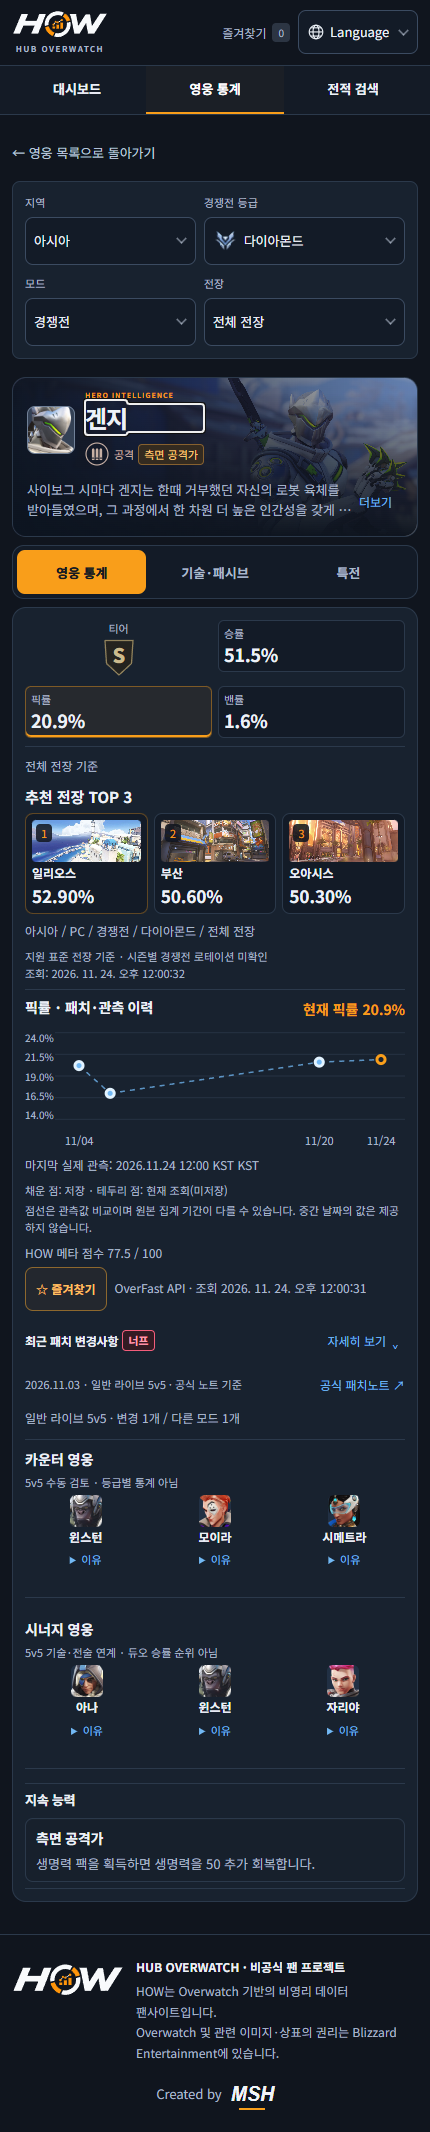 HOW
HUB OVERWATCH
즐겨찾기 0
Language
대시보드 영웅 통계 전적 검색
← 영웅 목록으로 돌아가기
지역 경쟁전 등급
아시아 다이아몬드
모드 전장
경쟁전 전체 전장
HERO INTELLIGENCE
겐지
공격 측면 공격가
사이보그 시마다 겐지는 한때 거부했던 자신의 로봇 육체를
받아들였으며, 그 과정에서 한 차원 더 높은 인간성을 갖게 ⋯ 더보기
영웅 통계 기술·패시브 특전
티어
S
승률
51.5%
픽률
20.9%
밴률
1.6%
전체 전장 기준
추천 전장 TOP 3
1 2 3
일리오스 부산 오아시스
52.90% 50.60% 50.30%
아시아 / PC / 경쟁전 / 다이아몬드 / 전체 전장
지원 표준 전장 기준 · 시즌별 경쟁전 로테이션 미확인
조회: 2026. 11. 24. 오후 12:00:32
픽률 · 패치·관측 이력 현재 픽률 20.9%
24.0%
21.5%
19.0%
16.5%
14.0%
11/04 11/20 11/24
마지막 실제 관측: 2026.11.24 12:00 KST KST
채운 점: 저장 · 테두리 점: 현재 조회(미저장)
점선은 관측값 비교이며 원본 집계 기간이 다를 수 있습니다. 중간 날짜의 값은 제공
하지 않습니다.
HOW 메타 점수 77.5 / 100
☆ 즐겨찾기 OverFast API · 조회 2026. 11. 24. 오후 12:00:31
최근 패치 변경사항 너프 자세히 보기 ⌄
2026.11.03 · 일반 라이브 5v5 · 공식 노트 기준 공식 패치노트 ↗
일반 라이브 5v5 · 변경 1개 / 다른 모드 1개
카운터 영웅
5v5 수동 검토 · 등급별 통계 아님
윈스턴 모이라 시메트라
▶ 이유 ▶ 이유 ▶ 이유
시너지 영웅
5v5 기술·전술 연계 · 듀오 승률 순위 아님
아나 윈스턴 자리야
▶ 이유 ▶ 이유 ▶ 이유
지속 능력
측면 공격가
생명력 팩을 획득하면 생명력을 50 추가 회복합니다.
HOW
HUB OVERWATCH · 비공식 팬 프로젝트
HOW는 Overwatch 기반의 비영리 데이터
팬사이트입니다.
Overwatch 및 관련 이미지·상표의 권리는 Blizzard
Entertainment에 있습니다.
Created by MSH